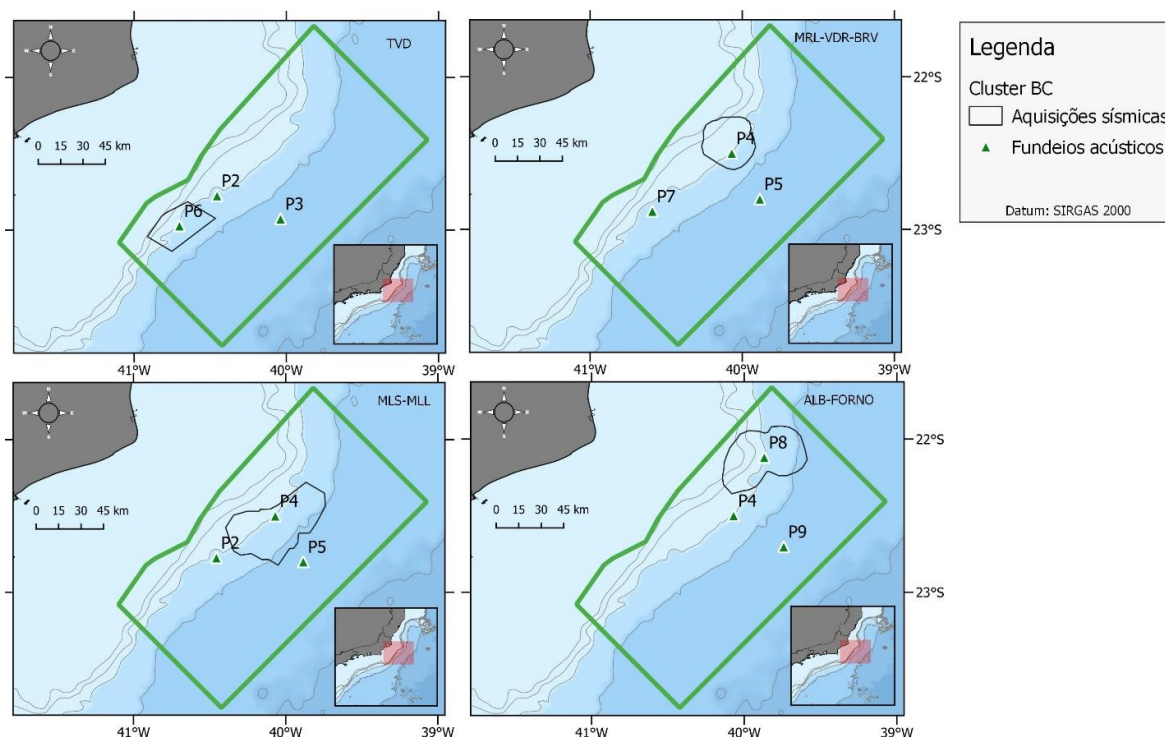 TVD
0 15 30 45 km
P2
P3
P6
MRL-VDR-BRV
0 15 30 45 km
P4
P5
P7
22°S
23°S
Legenda
Cluster BC
Aquisições sísmicas
Fundeios acústicos
Datum: SIRGAS 2000
41°W
40°W
39°W
41°W
40°W
39°W
MLS-MLL
0 15 30 45 km
P4
P2
P5
ALB-FORNO
0 15 30 45 km
P8
P4
P9
22°S
23°S
41°W
40°W
39°W
41°W
40°W
39°W